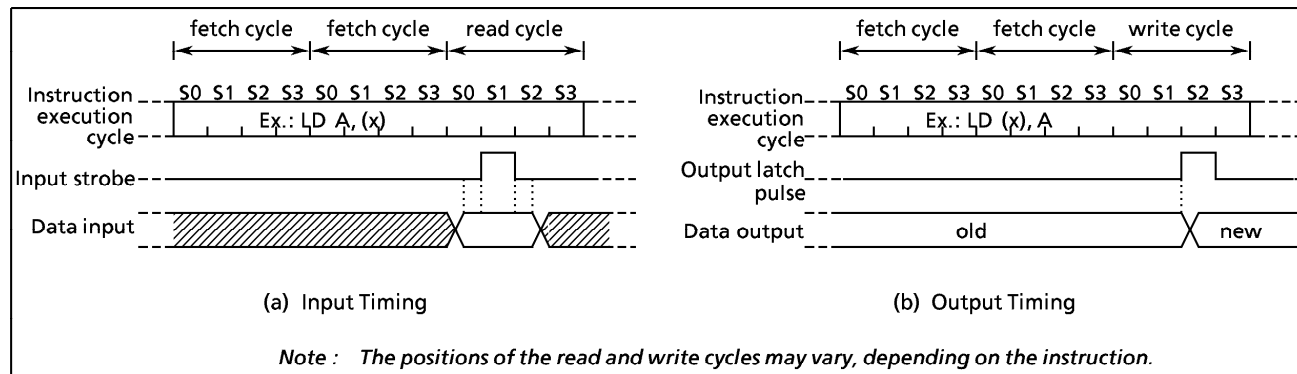 fetch cycle fetch cycle read cycle
S0 S1 S2 S3 S0 S1 S2 S3 S0 S1 S2 S3
Instruction
execution
cycle
Ex.: LD A, (x)
Input strobe
Data input
(a) Input Timing
fetch cycle fetch cycle write cycle
S0 S1 S2 S3 S0 S1 S2 S3 S0 S1 S2 S3
Instruction
execution
cycle
Ex.: LD (x), A
Output latch
pulse
Data output
old new
(b) Output Timing
Note : The positions of the read and write cycles may vary, depending on the instruction.